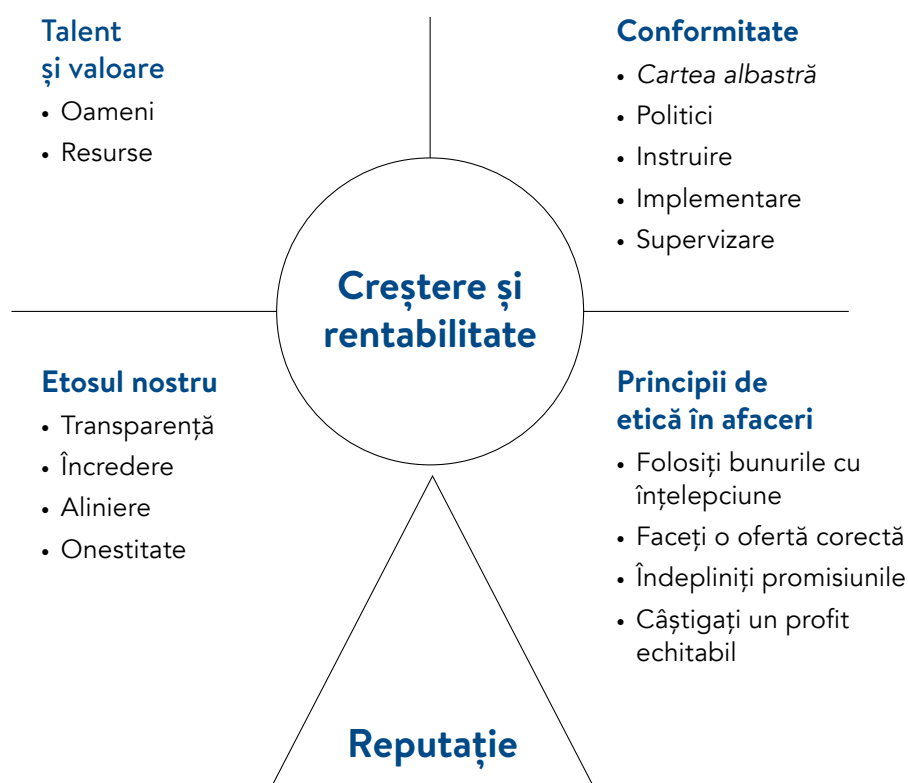 Talent
și valoare
• Oameni
• Resurse
Conformitate
• Cartea albastră
• Politici
• Instruire
• Implementare
• Supervizare
Creștere și
rentabilitate
Etosul nostru
• Transparență
• Încredere
• Aliniere
• Onestitate
Principii de
etică în afaceri
• Folosiți bunurile cu
înțelepciune
• Faceți o ofertă corectă
• Îndepliniți promisiunile
• Câștigați un profit
echitabil
Reputație